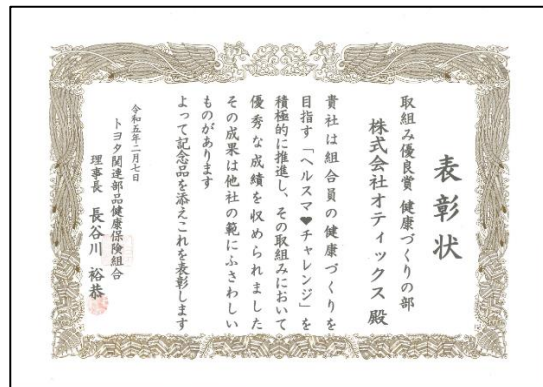 表彰状
取組み優良賞 健康づくりの部
株式会社オティックス 殿
貴社は組合員の健康づくりを
目指す「ヘルスマ♥チャレンジ」を
積極的に推進し、その取組みにおいて
優秀な成績を収められました
その成果は他社の範にふさわしい
ものがあります
よって記念品を添えこれを表彰します
令和五年二月七日
トヨタ関連部品健康保険組合
理事長 長谷川 裕恭